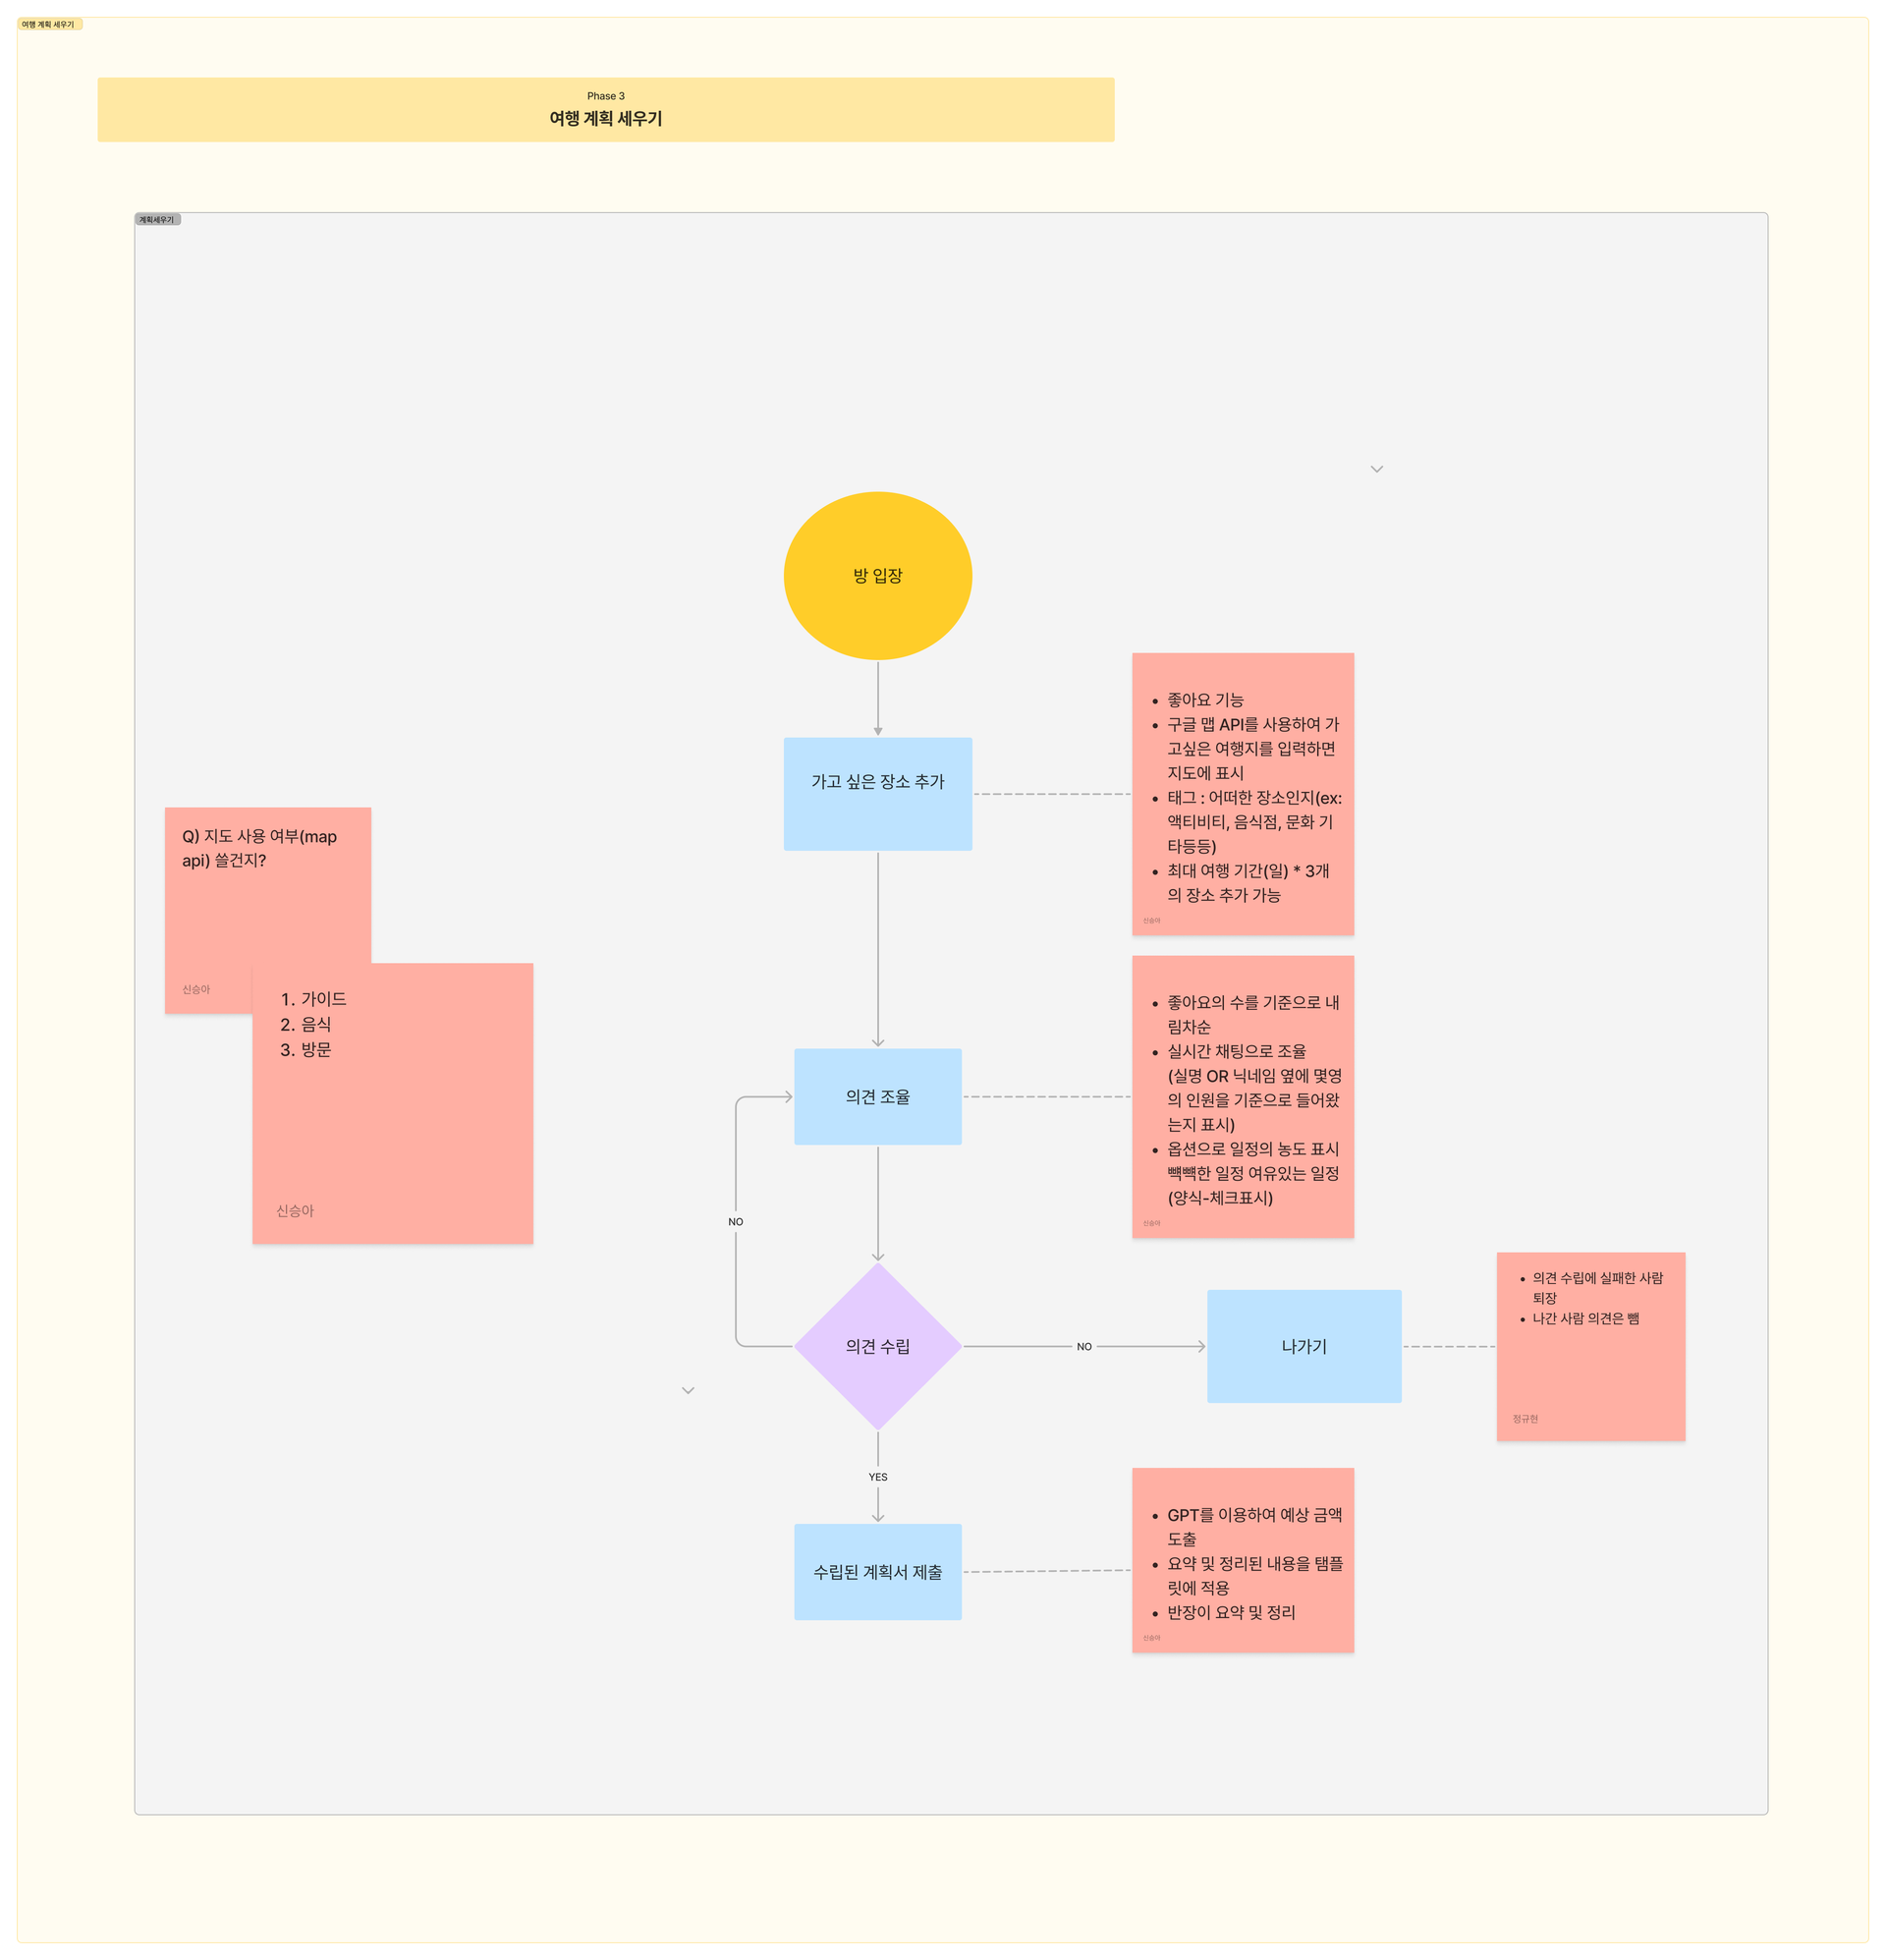 여행 계획 세우기
Phase 3
여행 계획 세우기
계획세우기
방 입장
가고 싶은 장소 추가
• 좋아요 기능
• 구글 맵 API를 사용하여 가
고싶은 여행지를 입력하면
지도에 표시
• 태그 : 어떠한 장소인지(ex:
액티비티, 음식점, 문화 기
타등등)
• 최대 여행 기간(일) * 3개
의 장소 추가 가능
신승아
Q) 지도 사용 여부(map
api) 쓸건지?
신승아
1. 가이드
2. 음식
3. 방문
신승아
의견 조율
• 좋아요의 수를 기준으로 내
림차순
• 실시간 채팅으로 조율
(실명 OR 닉네임 옆에 몇영
의 인원을 기준으로 들어왔
는지 표시)
• 옵션으로 일정의 농도 표시
빽빽한 일정 여유있는 일정
(양식-체크표시)
신승아
NO
의견 수립
NO
나가기
• 의견 수립에 실패한 사람
퇴장
• 나간 사람 의견은 뺌
정규현
YES
수립된 계획서 제출
• GPT를 이용하여 예상 금액
도출
• 요약 및 정리된 내용을 탬플
릿에 적용
• 반장이 요약 및 정리
신승아